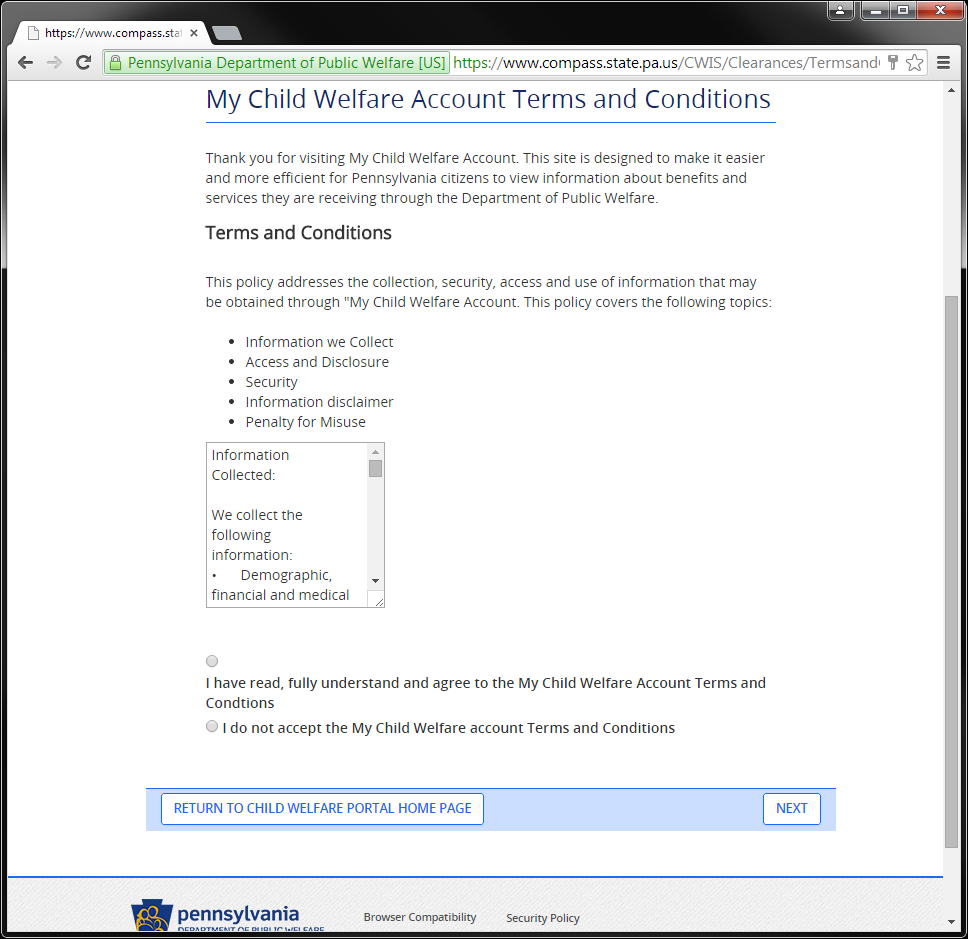 https://www.compass.sta
Pennsylvania Department of Public Welfare [US] https://www.compass.state.pa.us/CWIS/Clearances/Termsand
My Child Welfare Account Terms and Conditions
Thank you for visiting My Child Welfare Account. This site is designed to make it easier
and more efficient for Pennsylvania citizens to view information about benefits and
services they are receiving through the Department of Public Welfare.
Terms and Conditions
This policy addresses the collection, security, access and use of information that may
be obtained through "My Child Welfare Account. This policy covers the following topics:
• Information we Collect
• Access and Disclosure
• Security
• Information disclaimer
• Penalty for Misuse
Information
Collected:
We collect the
following
information:
• Demographic,
financial and medical
I have read, fully understand and agree to the My Child Welfare Account Terms and
Condtions
I do not accept the My Child Welfare account Terms and Conditions
RETURN TO CHILD WELFARE PORTAL HOME PAGE NEXT
pennsylvania Browser Compatibility Security Policy
DEPARTMENT OF PUBLIC WELFARE